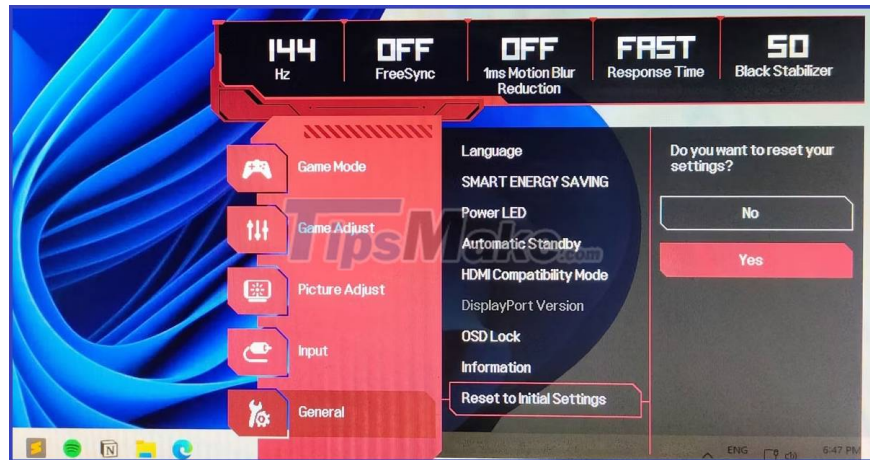 144
Hz
OFF
FreeSync
OFF
1ms Motion Blur
Reduction
FAST
Response Time
50
Black Stabilizer
Game Mode
Game Adjust
Picture Adjust
Input
General
Language
SMART ENERGY SAVING
Power LED
Automatic Standby
HDMI Compatibility Mode
DisplayPort Version
OSD Lock
Information
Reset to Initial Settings
Do you want to reset your
settings?
No
Yes
TipsMake.com
ENG
6:47 PM